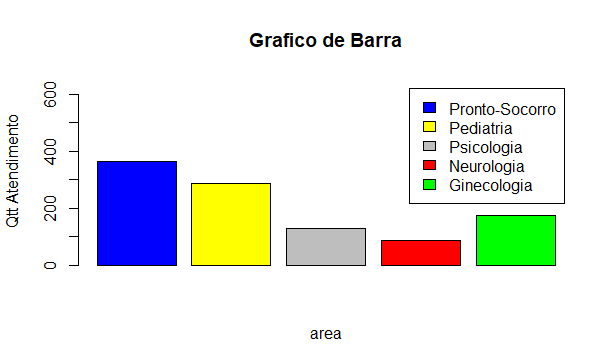 Grafico de Barra
Qtt Atendimento
600
400
200
0
Pronto-Socorro
Pediatria
Psicologia
Neurologia
Ginecologia
area